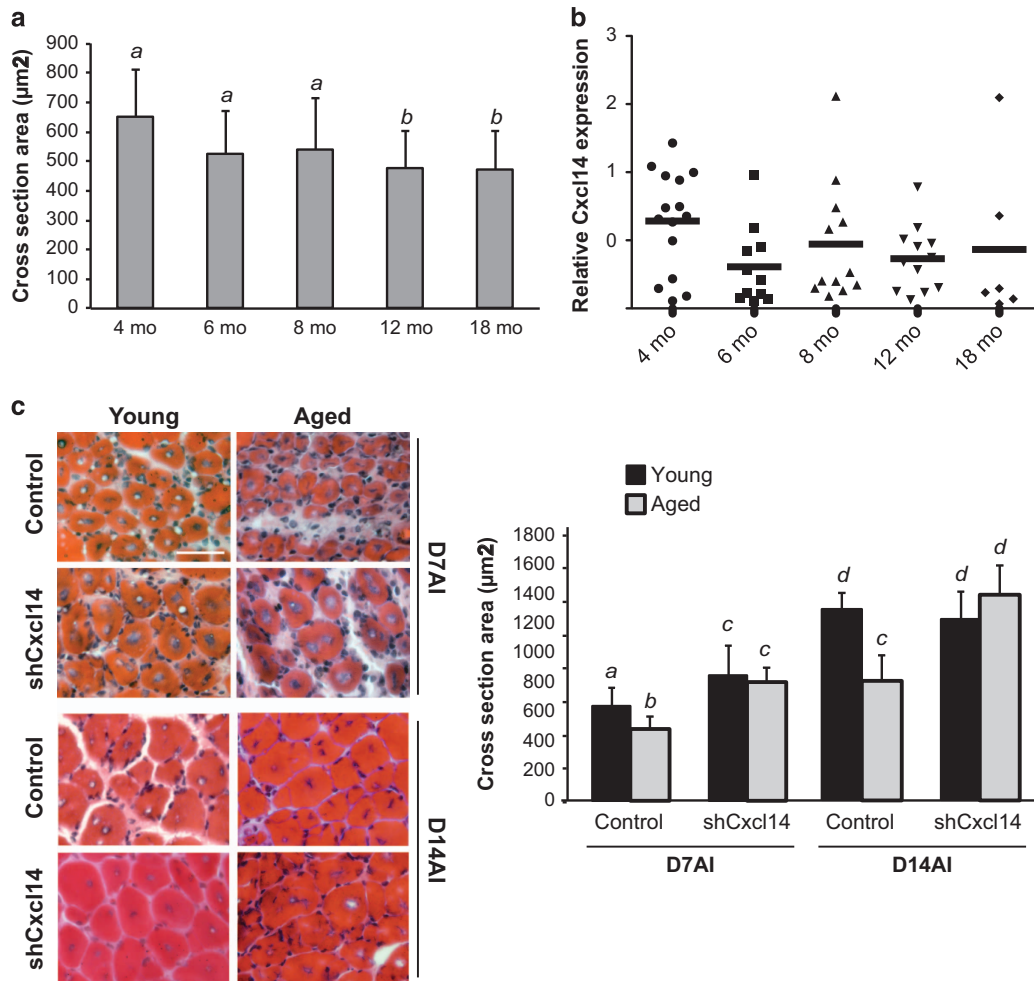 a
Cross section area (µm2)
900
800
700
600
500
400
300
200
100
0
a
a
a
b
b
4 mo
6 mo
8 mo
12 mo
18 mo
b
Relative Cxcl14 expression
3
2
1
0
4 mo
6 mo
8 mo
12 mo
18 mo
c
Young
Aged
Control
shCxcl14
D7AI
Control
shCxcl14
D14AI
Young
Aged
Cross section area (µm2)
1800
1600
1400
1200
1000
800
600
400
200
0
a
b
c
c
d
c
d
d
Control
shCxcl14
Control
shCxcl14
D7AI
D14AI